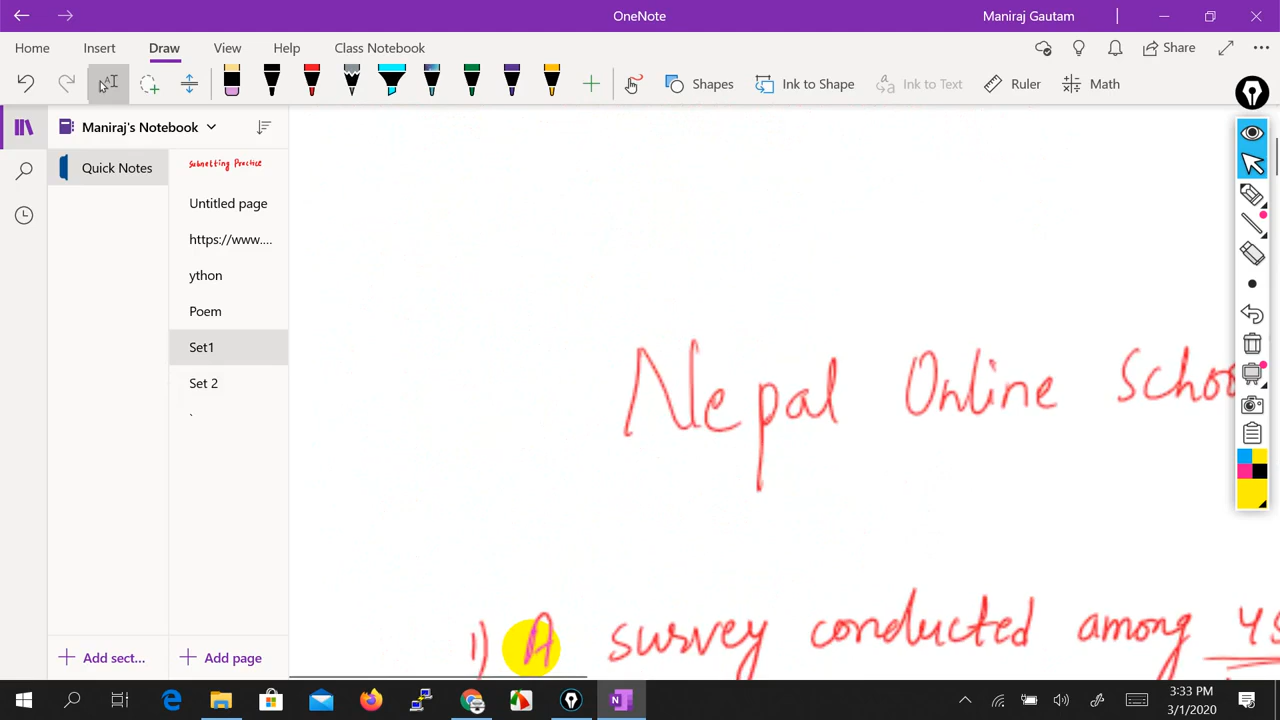 OneNote
Maniraj Gautam
Home Insert Draw View Help Class Notebook
Share
Shapes Ink to Shape Ink to Text Ruler Math
Maniraj's Notebook
Quick Notes
Subnetting Practice
Untitled page
https://www....
ython
Poem
Set1
Set 2
`
Nepal Online Schoo
1) A survey conducted among 45
Add sect... Add page
3:33 PM
3/1/2020